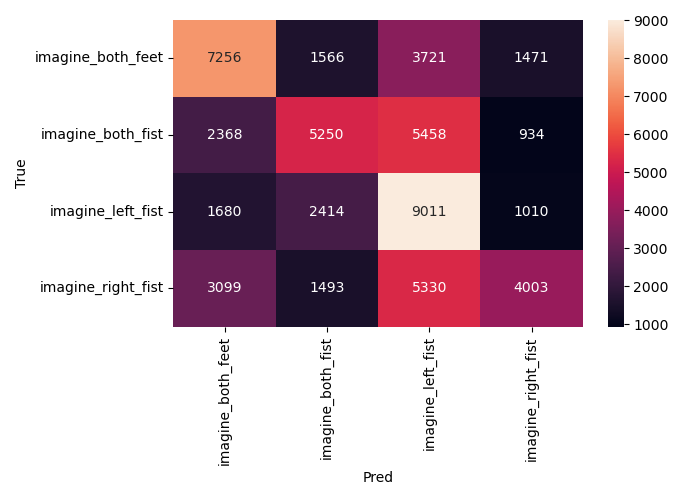 imagine_both_feet 7256 1566 3721 1471
imagine_both_fist 2368 5250 5458 934
imagine_left_fist 1680 2414 9011 1010
imagine_right_fist 3099 1493 5330 4003
True
imagine_both_feet
imagine_both_fist
imagine_left_fist
imagine_right_fist
Pred
9000
8000
7000
6000
5000
4000
3000
2000
1000